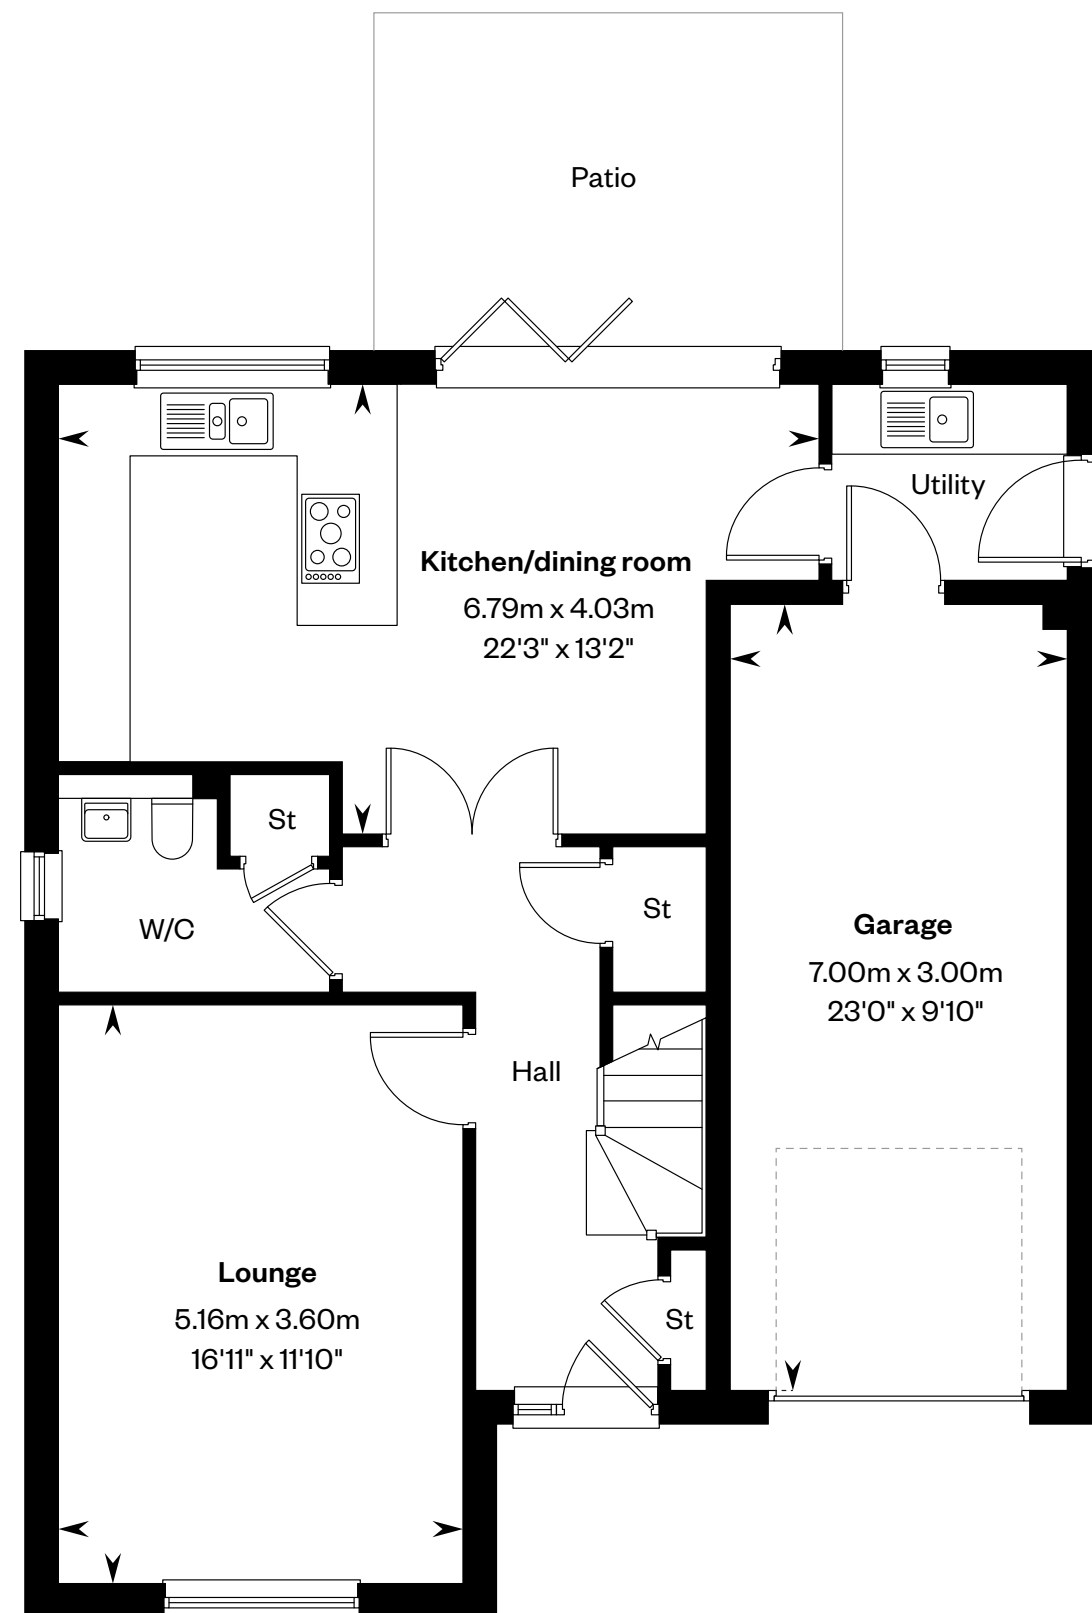 Patio
Utility
Kitchen/dining room
6.79m x 4.03m
22'3" x 13'2"
St
St
W/C
Garage
7.00m x 3.00m
23'0" x 9'10"
Hall
Lounge
5.16m x 3.60m
16'11" x 11'10"
St